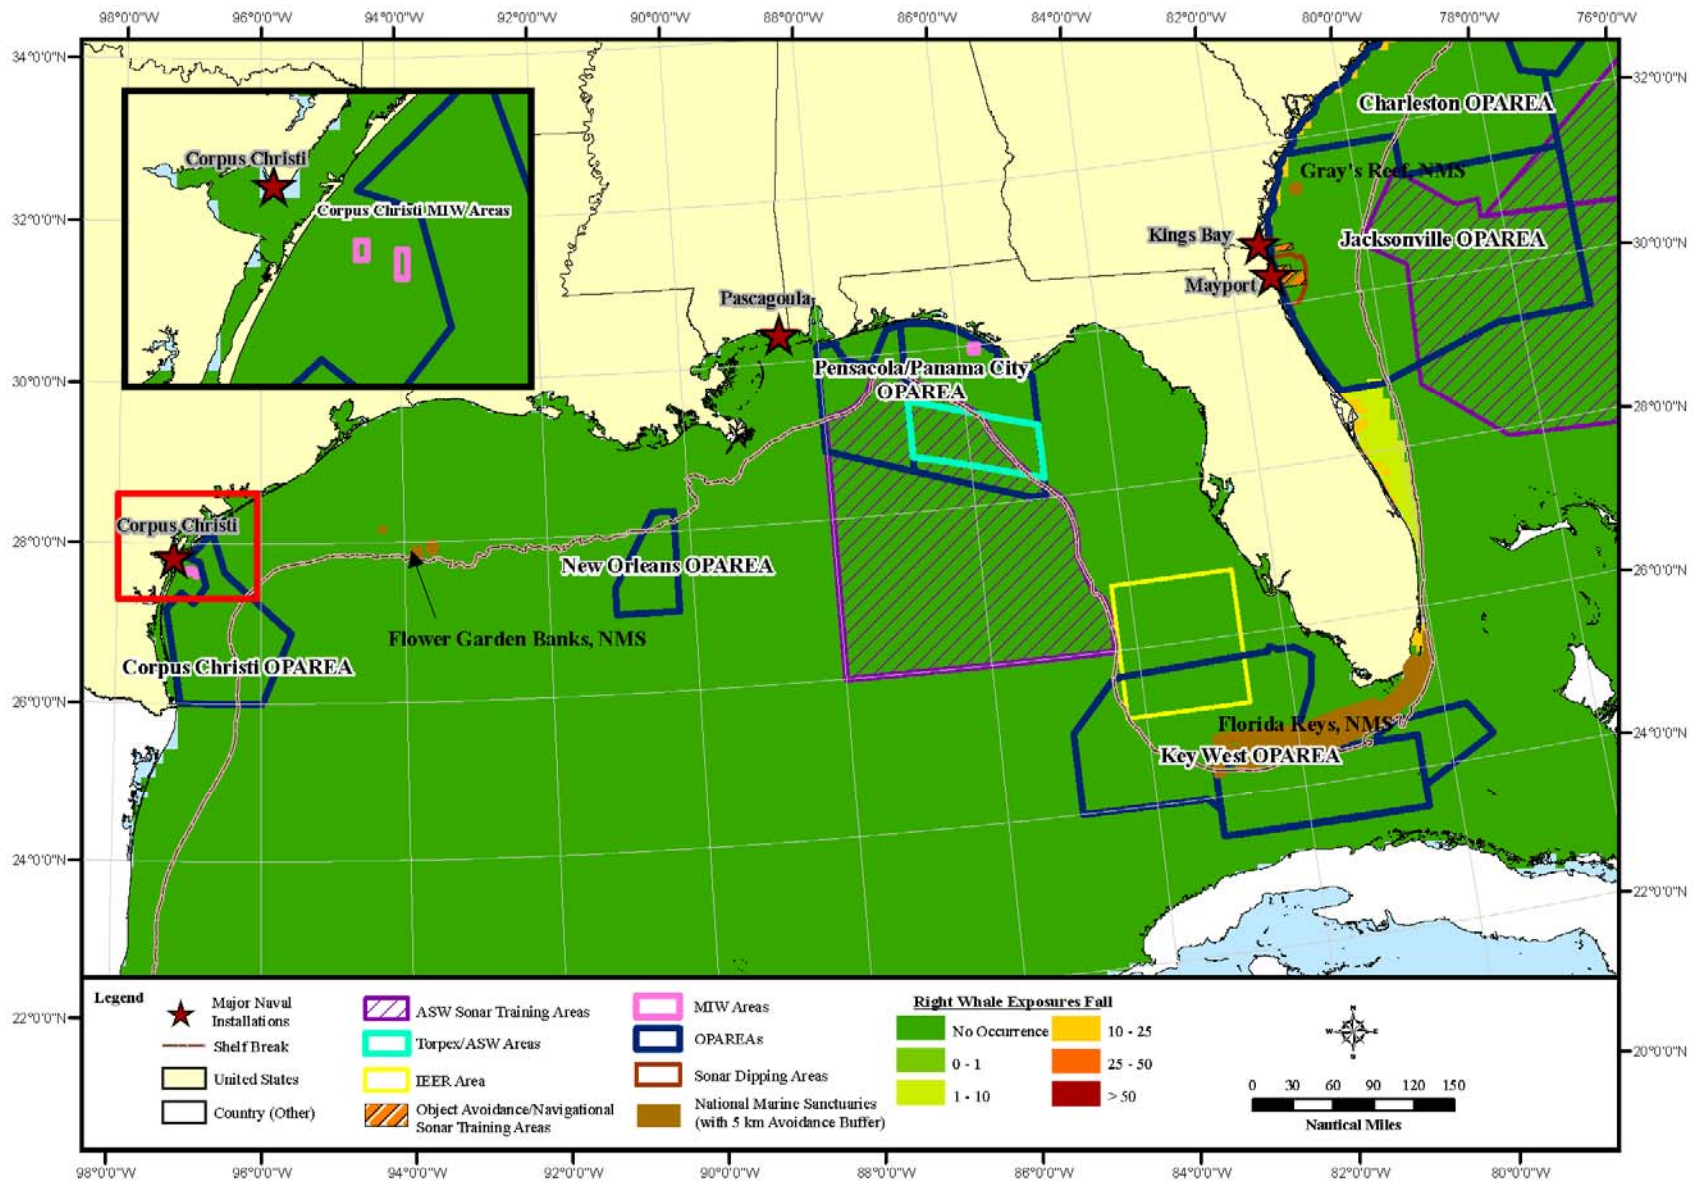 98°0'0"W 96°0'0"W 94°0'0"W 92°0'0"W 90°0'0"W 88°0'0"W 86°0'0"W 84°0'0"W 82°0'0"W 80°0'0"W 78°0'0"W 76°0'0"W
34°0'0"N
32°0'0"N
Charleston OPAREA
Corpus Christi
Gray's Reef, NMS
Corpus Christi MIW Areas
32°0'0"N
Kings Bay
Jacksonville OPAREA
30°0'0"N
Mayport
Pascagoula
Pensacola/Panama City
OPAREA
30°0'0"N
28°0'0"N
Corpus Christi
28°0'0"N
New Orleans OPAREA
26°0'0"N
Flower Garden Banks, NMS
Corpus Christi OPAREA
26°0'0"N
Florida Keys, NMS
24°0'0"N
Key West OPAREA
24°0'0"N
22°0'0"N
Legend
Major Naval
Installations
Shelf Break
United States
Country (Other)
ASW Sonar Training Areas
Torpex/ASW Areas
IEER Area
Object Avoidance/Navigational
Sonar Training Areas
MIW Areas
OPAREAs
Sonar Dipping Areas
National Marine Sanctuaries
(with 5 km Avoidance Buffer)
Right Whale Exposures Fall
No Occurrence
0 - 1
1 - 10
10 - 25
25 - 50
> 50
N
W E
S
0 30 60 90 120 150
Nautical Miles
22°0'0"N
20°0'0"N
98°0'0"W 96°0'0"W 94°0'0"W 92°0'0"W 90°0'0"W 88°0'0"W 86°0'0"W 84°0'0"W 82°0'0"W 80°0'0"W